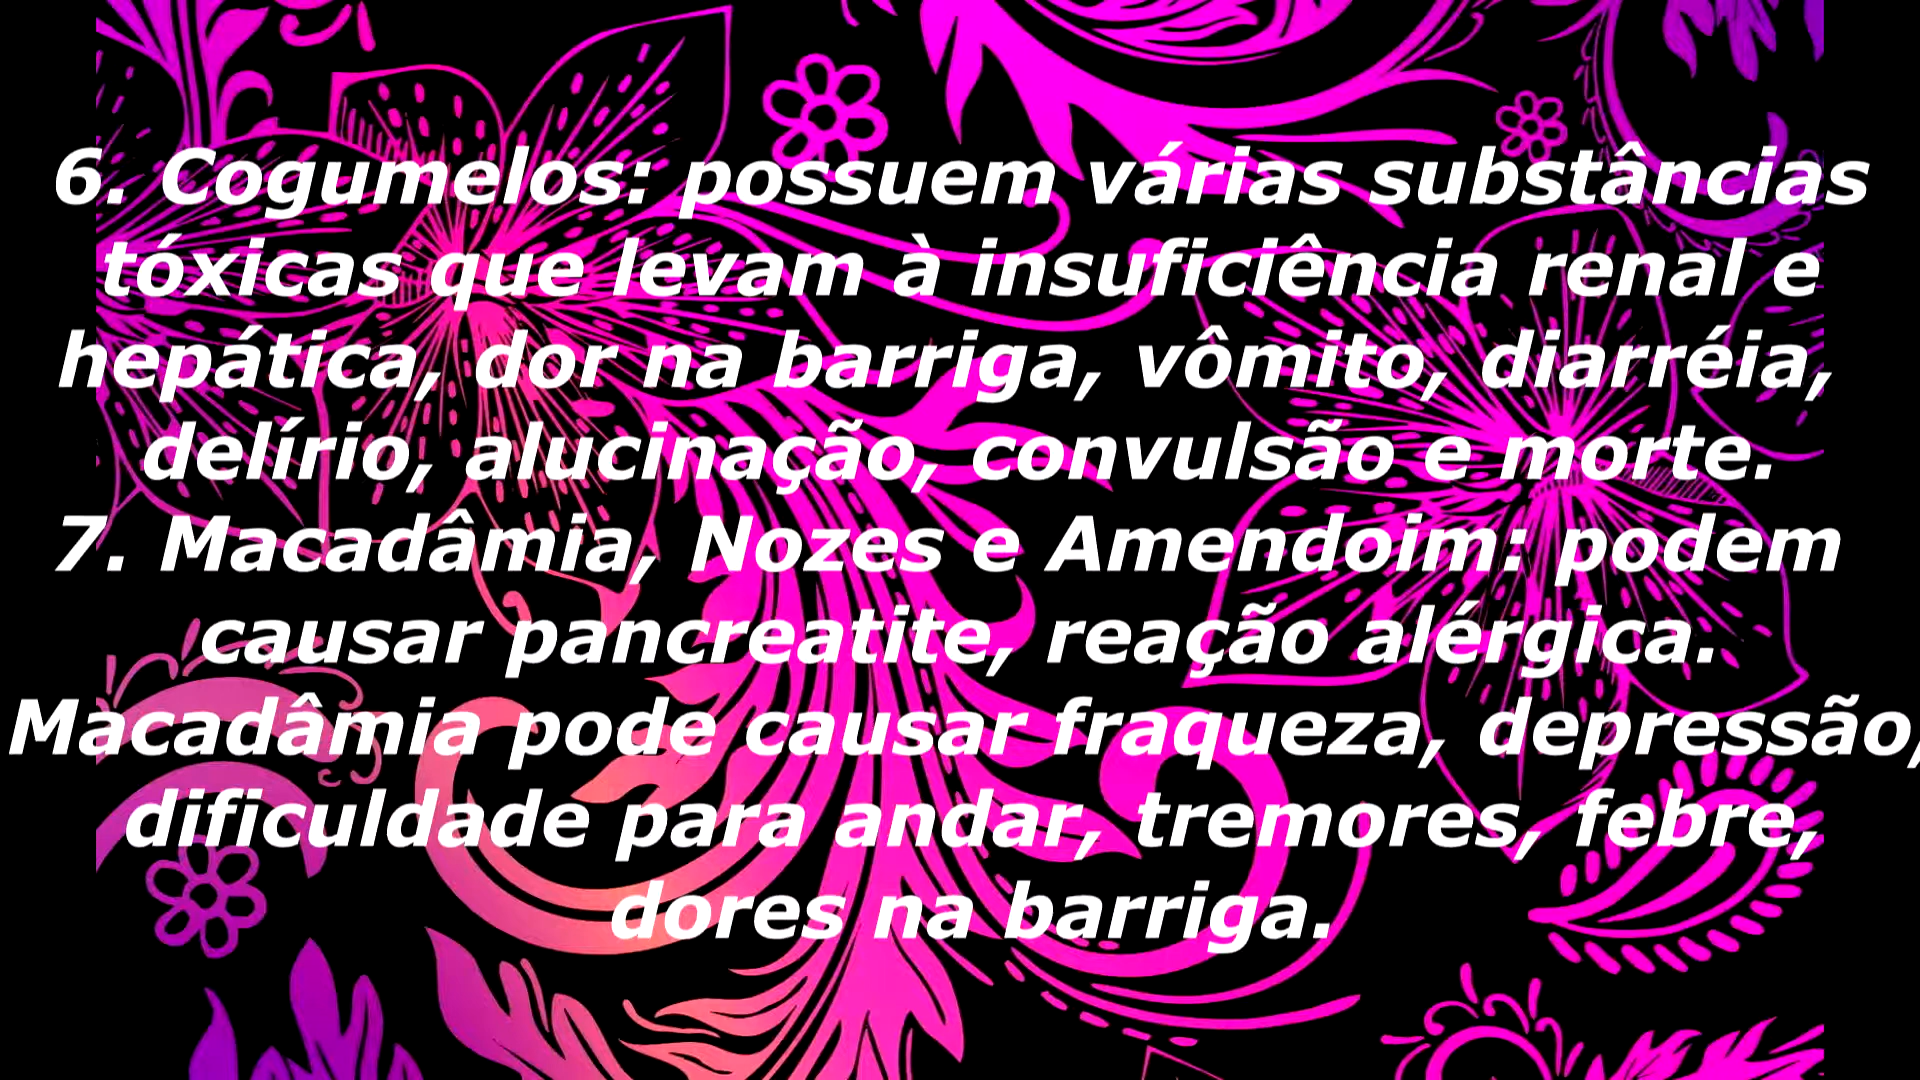 6. Cogumelos: possuem várias substâncias
tóxicas que levam à insuficiência renal e
hepática, dor na barriga, vômito, diarréia,
delírio, alucinação, convulsão e morte.
7. Macadâmia, Nozes e Amendoim: podem
causar pancreatite, reação alérgica.
Macadâmia pode causar fraqueza, depressão,
dificuldade para andar, tremores, febre,
dores na barriga.